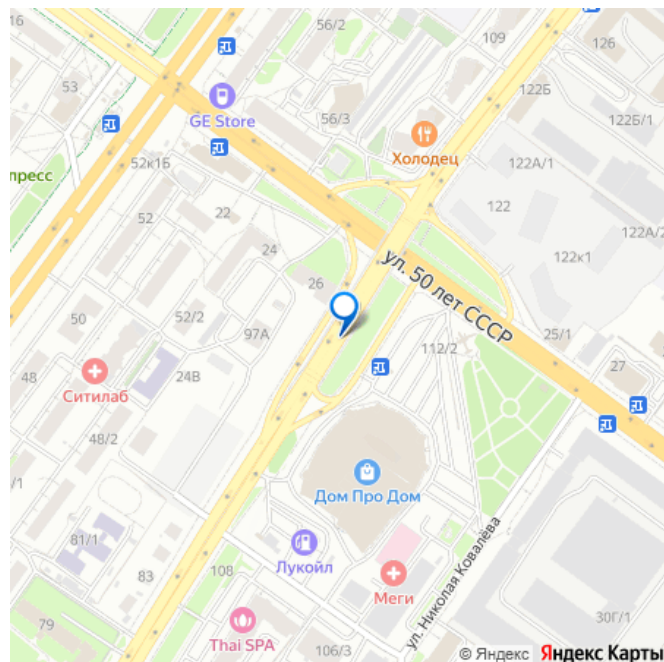 16
56/2
109
126
53
GE Store
122Б
56/3
122Б/1
Холодец
52к1Б
122А/1
пресс
52
22
122
122А/2
24
122к1
ул. 50 лет СССР
26
50
52/2
97А
25/1
112/2
27
48
Ситилаб
24В
48/2
Дом Про Дом
/1
81/1
Лукойл
ул. Николая Ковалёва
83
108
Меги
79
30Г/1
Thai SPA
106/3
© Яндекс Яндекс Карты